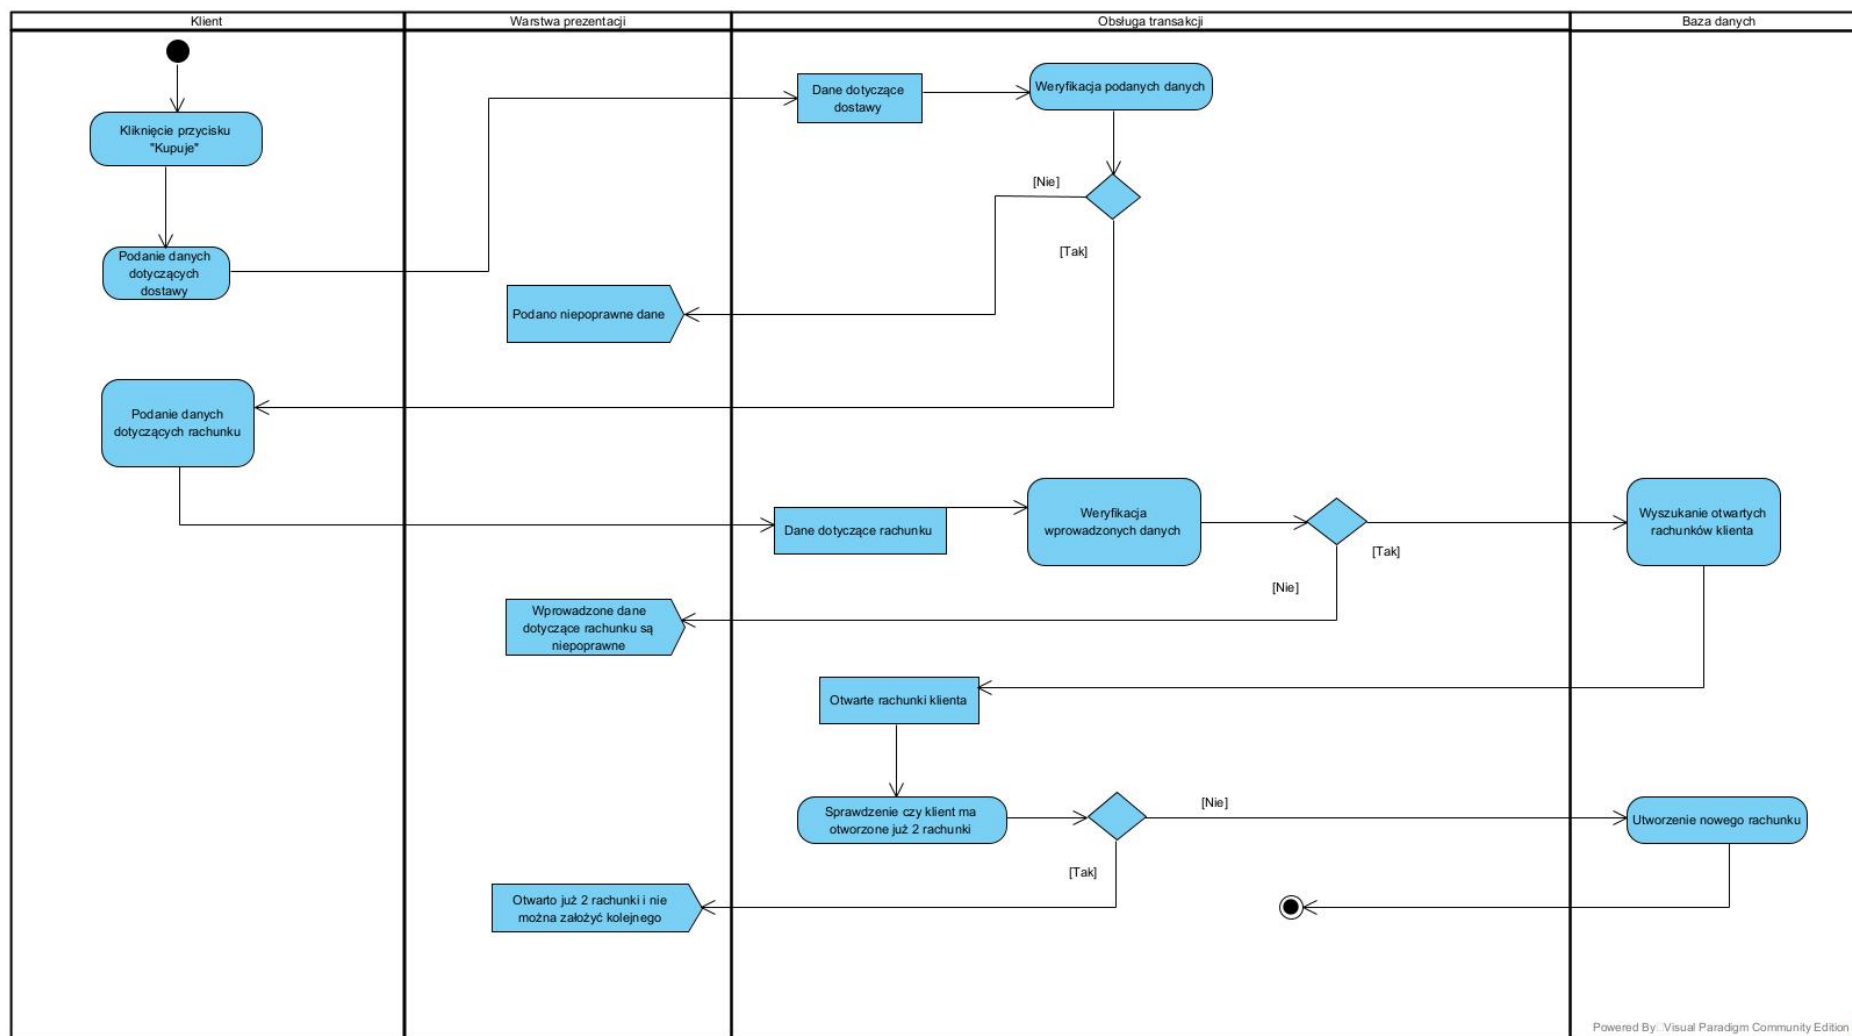 Klient
Warstwa prezentacji
Obsługa transakcji
Baza danych
Dane dotyczące
dostawy
Weryfikacja podanych danych
Kliknięcie przycisku
"Kupuje"
[Nie]
[Tak]
Podanie danych
dotyczących
dostawy
Podano niepoprawne dane
Podanie danych
dotyczących rachunku
Dane dotyczące rachunku
Weryfikacja
wprowadzonych danych
[Tak]
[Nie]
Wyszukanie otwartych
rachunków klienta
Wprowadzone dane
dotyczące rachunku są
niepoprawne
Otwarte rachunki klienta
Sprawdzenie czy klient ma
otworzone już 2 rachunki
[Nie]
Utworzenie nowego rachunku
[Tak]
Otwarto już 2 rachunki i nie
można założyć kolejnego
Powered By Visual Paradigm Community Edition